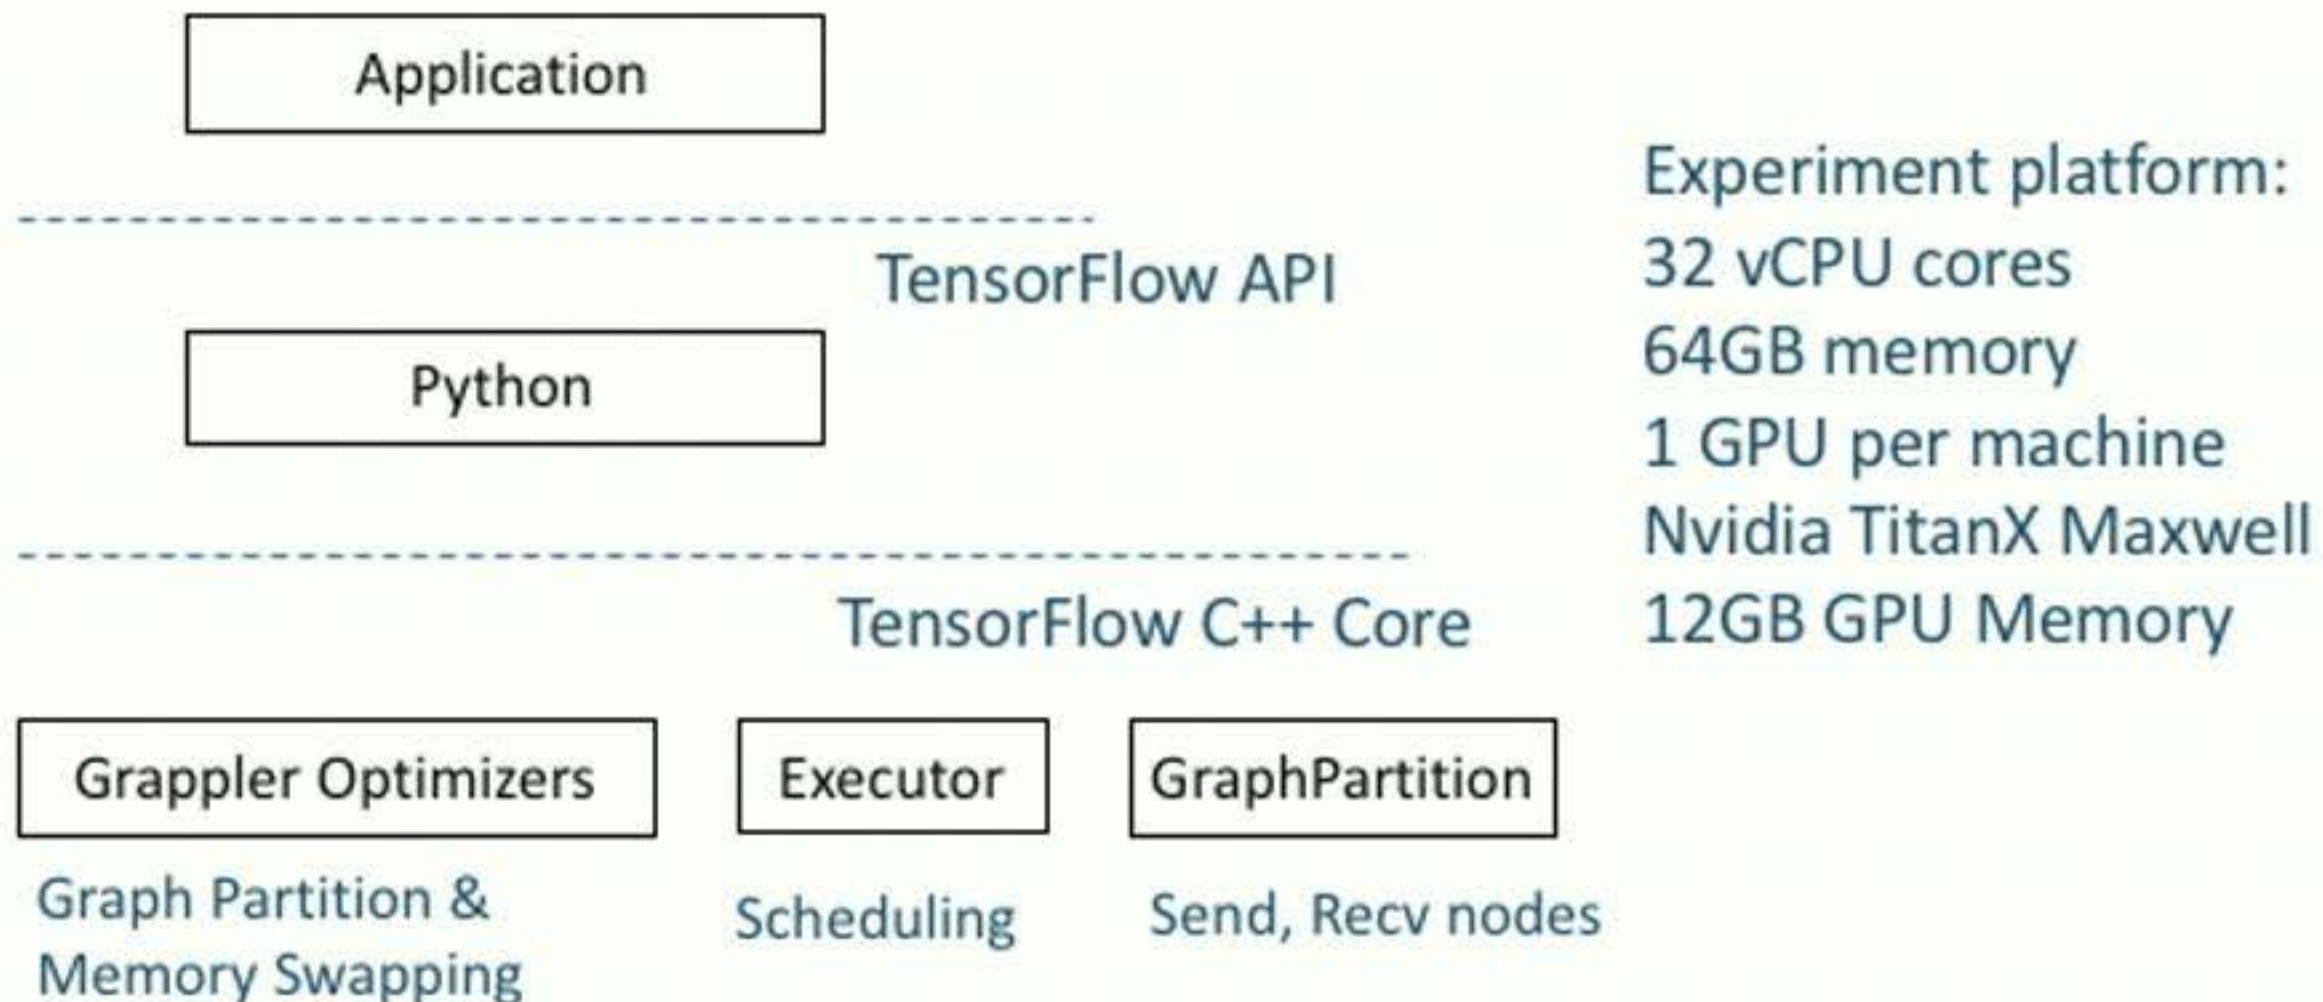 Application
TensorFlow API
Python
TensorFlow C++ Core
Grappler Optimizers
Graph Partition &
Memory Swapping
Executor
Scheduling
GraphPartition
Send, Recv nodes
Experiment platform:
32 vCPU cores
64GB memory
1 GPU per machine
Nvidia TitanX Maxwell
12GB GPU Memory